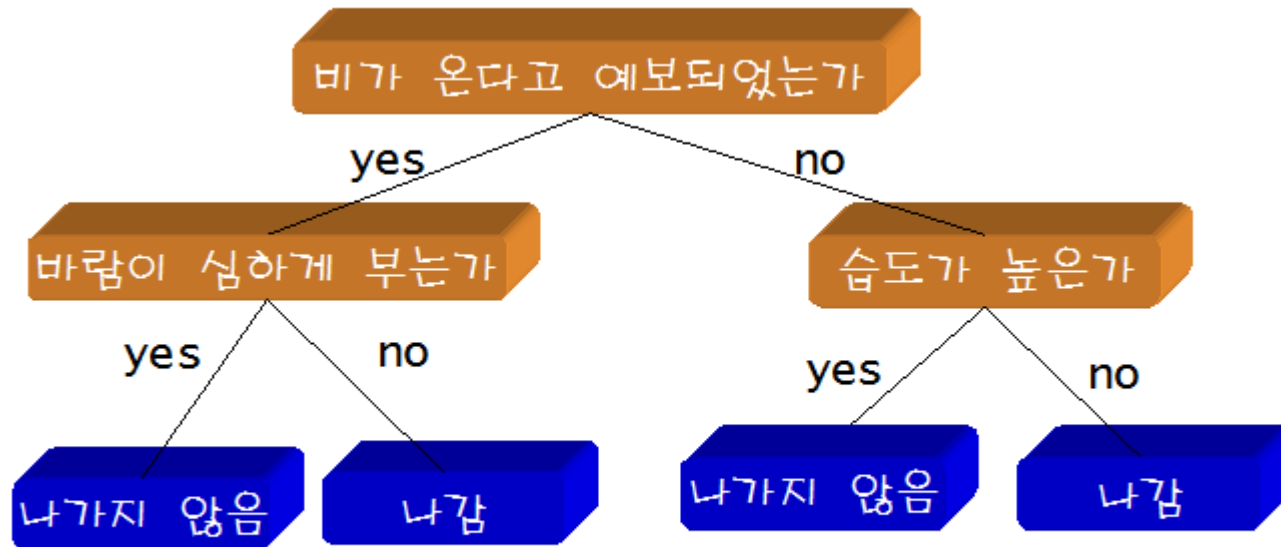 비가 온다고 예보되었는가
yes
no
바람이 심하게 부는가
습도가 높은가
yes
no
yes
no
나가지 않음
나감
나가지 않음
나감